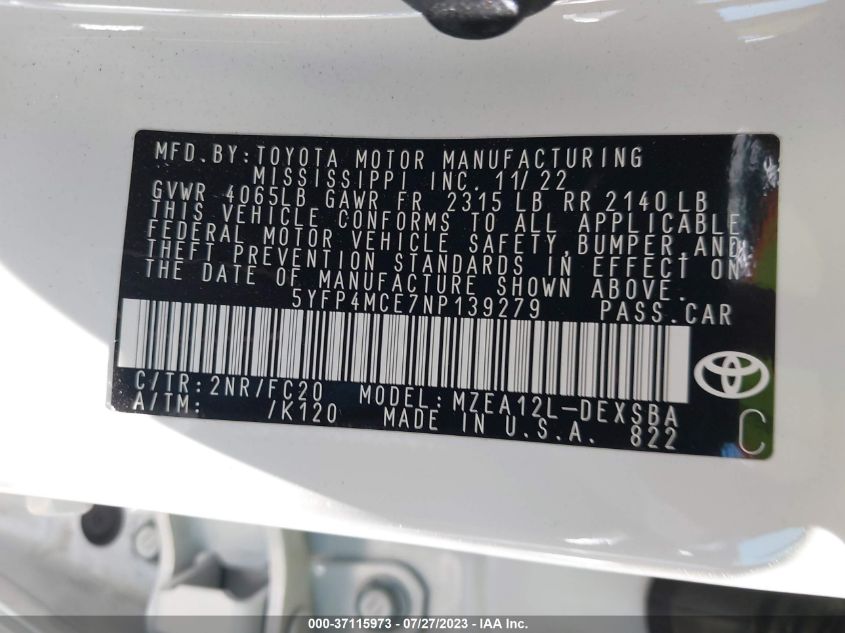 MFD.BY:TOYOTA MOTOR MANUFACTURING
MISSISSIPPI INC. 11/22
GVWR 4065LB GAWR FR 2315 LB RR 2140 LB
THIS VEHICLE CONFORMS TO ALL APPLICABLE
FEDERAL MOTOR VEHICLE SAFETY, BUMPER, AND
THEFT PREVENTION STANDARDS IN EFFECT ON
THE DATE OF MANUFACTURE SHOWN ABOVE.
5YFP4MCE7NP139279 PASS.CAR
C/TR:2NR/FC20 MODEL:MZEA12L-DEXSBA
A/TM: /K120 MADE IN U.S.A. 822
C
000-37115973 / 07/27/2023 - IAA Inc.